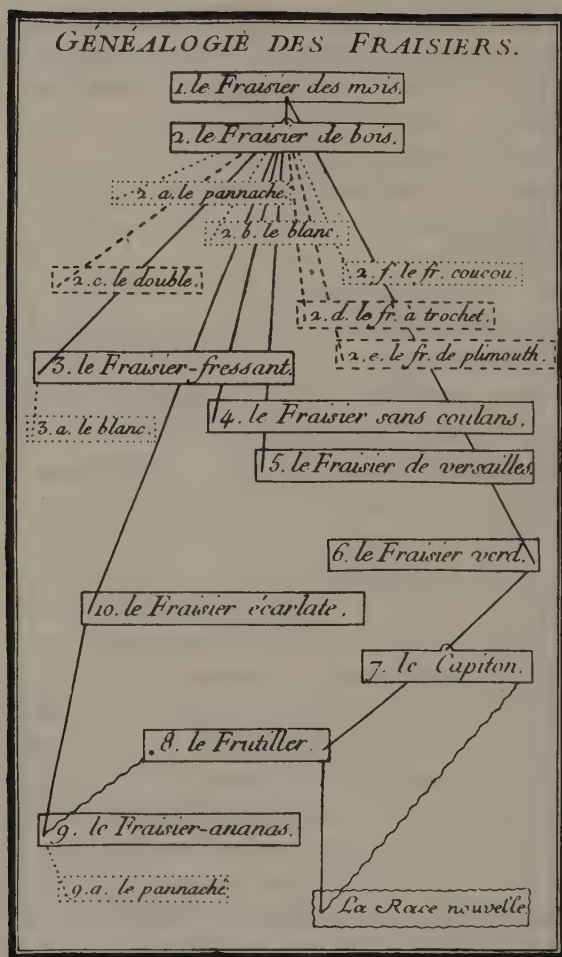 GÉNÉALOGIE DES FRAISIERS.
1. le Fraisier des mois.
2. le Fraisier de bois.
2. a. le pannaché.
2. b. le blanc.
2. c. le double.
2. f. le fr. coucou.
2. d. le fr. à trochet.
2. e. le fr. de plimouth.
3. le Fraisier-fressant.
3. a. le blanc.
4. le Fraisier sans coulans.
5. le Fraisier de versailles.
6. le Fraisier verd.
10. le Fraisier écarlate.
7. le Capiton.
8. le Frutiller.
9. le Fraisier-ananas.
9. a. le pannaché
La Race nouvelle